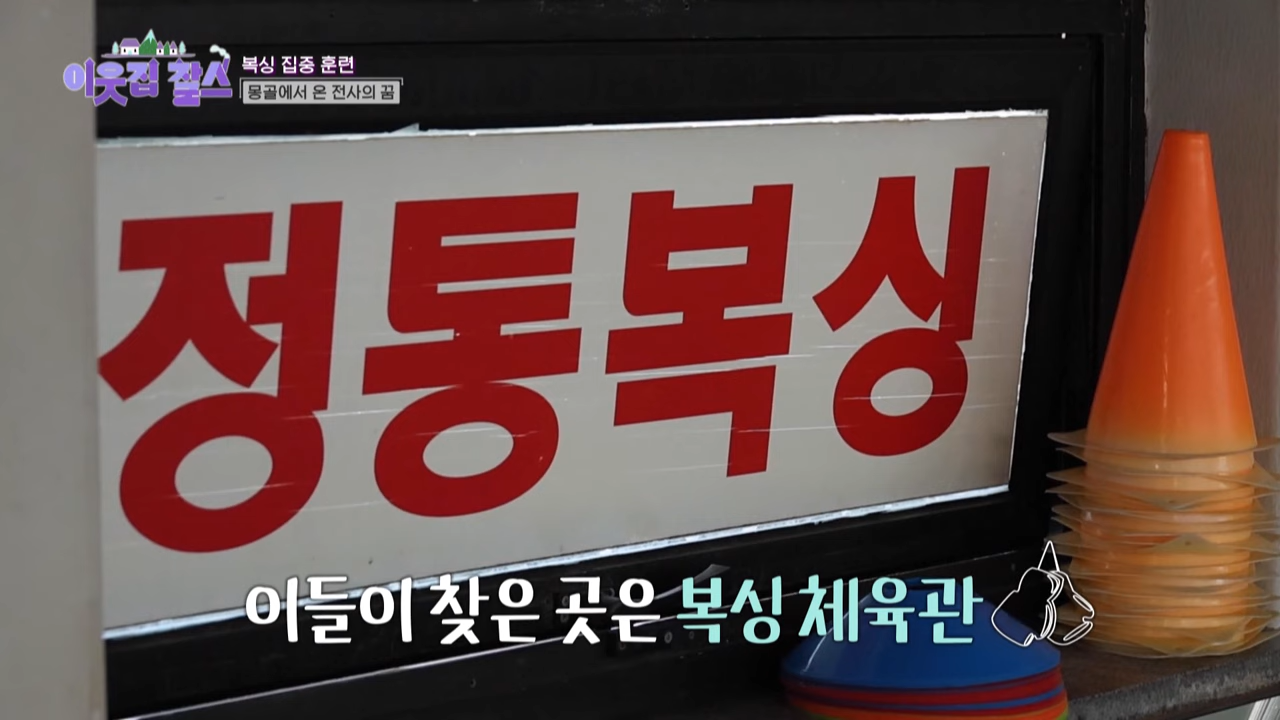 이웃집 찰스
복싱 집중 훈련
몽골에서 온 전사의 꿈
정통복싱
이들이 찾은 곳은 복싱 체육관